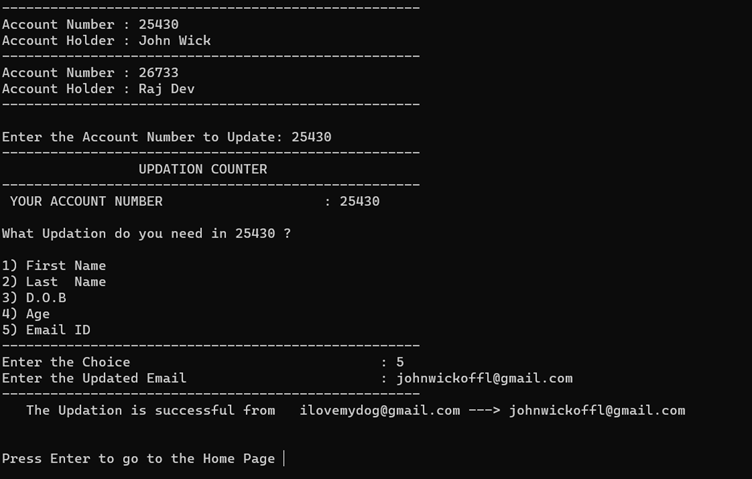 ----------------------------------------------------
Account Number : 25430
Account Holder : John Wick
----------------------------------------------------
Account Number : 26733
Account Holder : Raj Dev
----------------------------------------------------
Enter the Account Number to Update: 25430
----------------------------------------------------
UPDATION COUNTER
----------------------------------------------------
YOUR ACCOUNT NUMBER : 25430
What Updation do you need in 25430 ?
1) First Name
2) Last  Name
3) D.O.B
4) Age
5) Email ID
----------------------------------------------------
Enter the Choice : 5
Enter the Updated Email : johnwickoffl@gmail.com
----------------------------------------------------
The Updation is successful from   ilovemydog@gmail.com ---> johnwickoffl@gmail.com
Press Enter to go to the Home Page